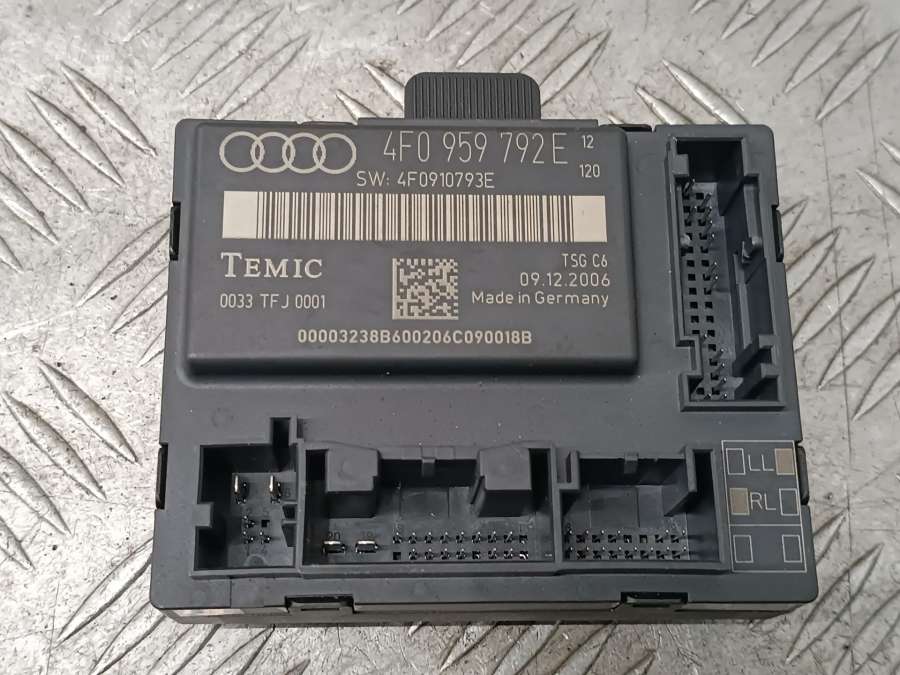 4F0 959 792 E 12
120
SW: 4F0910793E
TEMIC
TSG C6
09.12.2006
0033 TFJ 0001
Made in Germany
00003238B600206C090018B
LL
RL